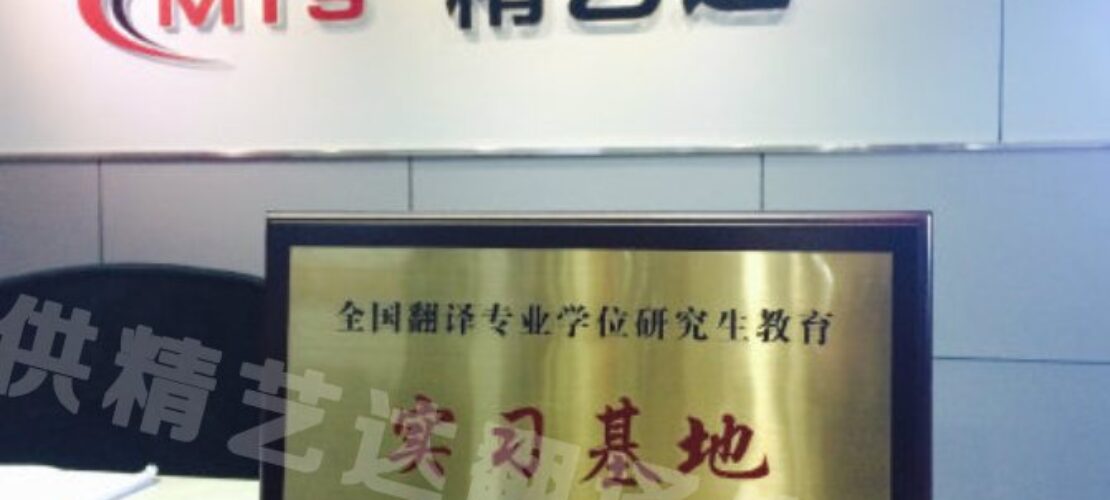 MTS 精艺达
全国翻译专业学位研究生教育
实习基地
供精艺达翻